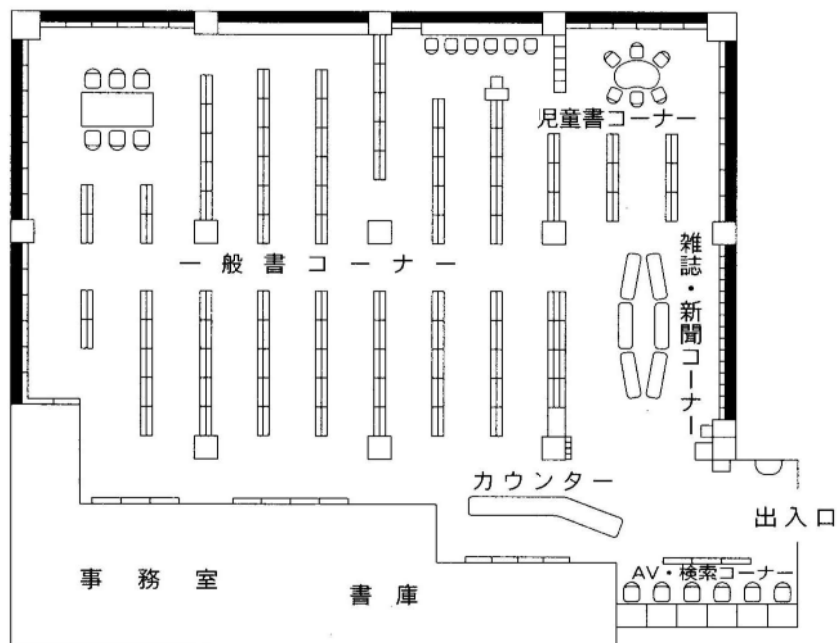 児童書コーナー
一般書コーナー
雑誌・新聞コーナー
カウンター
出入口
AV・検索コーナー
事務室
書庫